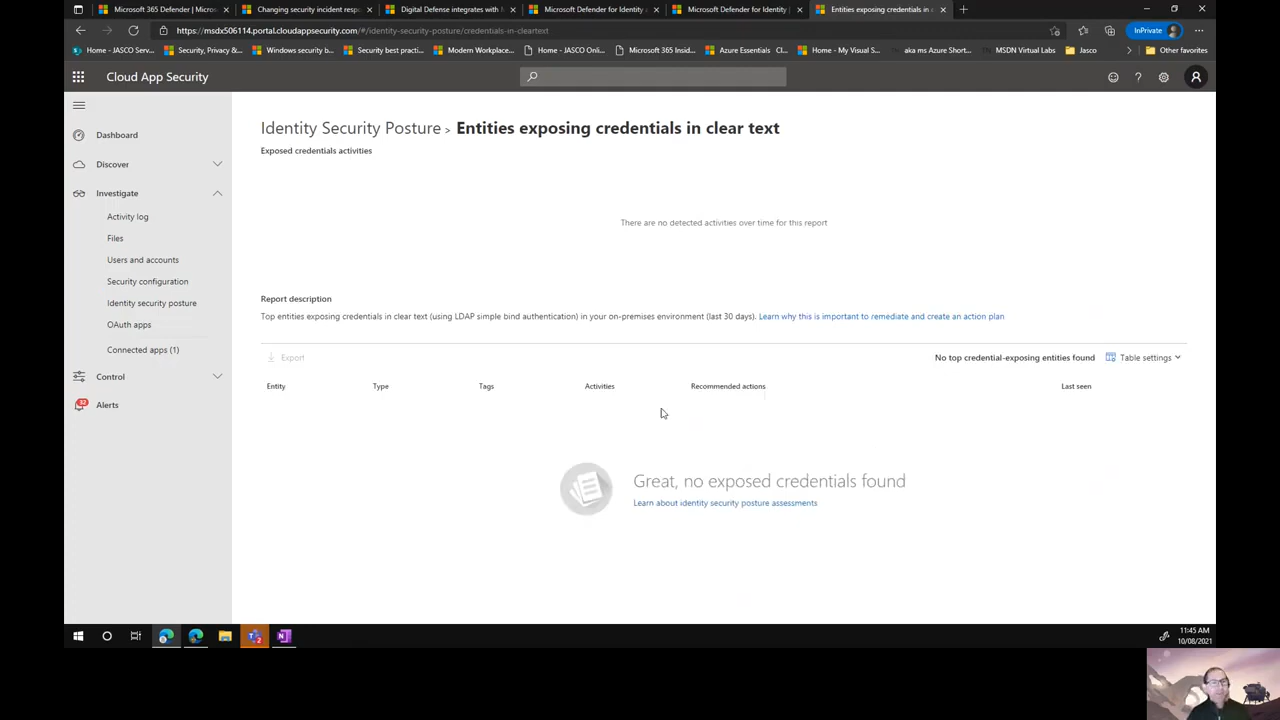 Microsoft 365 Defender | Micros
Changing security incident resp
Digital Defense integrates with M
Microsoft Defender for Identity a
Microsoft Defender for Identity |
Entities exposing credentials in c
https://msdx506114.portal.cloudappsecurity.com/#/identity-security-posture/credentials-in-cleartext
InPrivate
Home - JASCO Serv...
Security, Privacy &...
Windows security b...
Security best practi...
Modern Workplace...
Home - JASCO Onli...
Microsoft 365 Insid...
Azure Essentials Cl...
Home - My Visual S...
aka ms Azure Short...
MSDN Virtual Labs
Jasco
Other favorites
Cloud App Security
Dashboard
Discover
Investigate
Activity log
Files
Users and accounts
Security configuration
Identity security posture
OAuth apps
Connected apps (1)
Control
32
Alerts
Identity Security Posture > Entities exposing credentials in clear text
Exposed credentials activities
There are no detected activities over time for this report
Report description
Top entities exposing credentials in clear text (using LDAP simple bind authentication) in your on-premises environment (last 30 days). Learn why this is important to remediate and create an action plan
Export
No top credential-exposing entities found
Table settings
Entity Type Tags Activities Recommended actions Last seen
Great, no exposed credentials found
Learn about identity security posture assessments
11:45 AM
10/08/2021